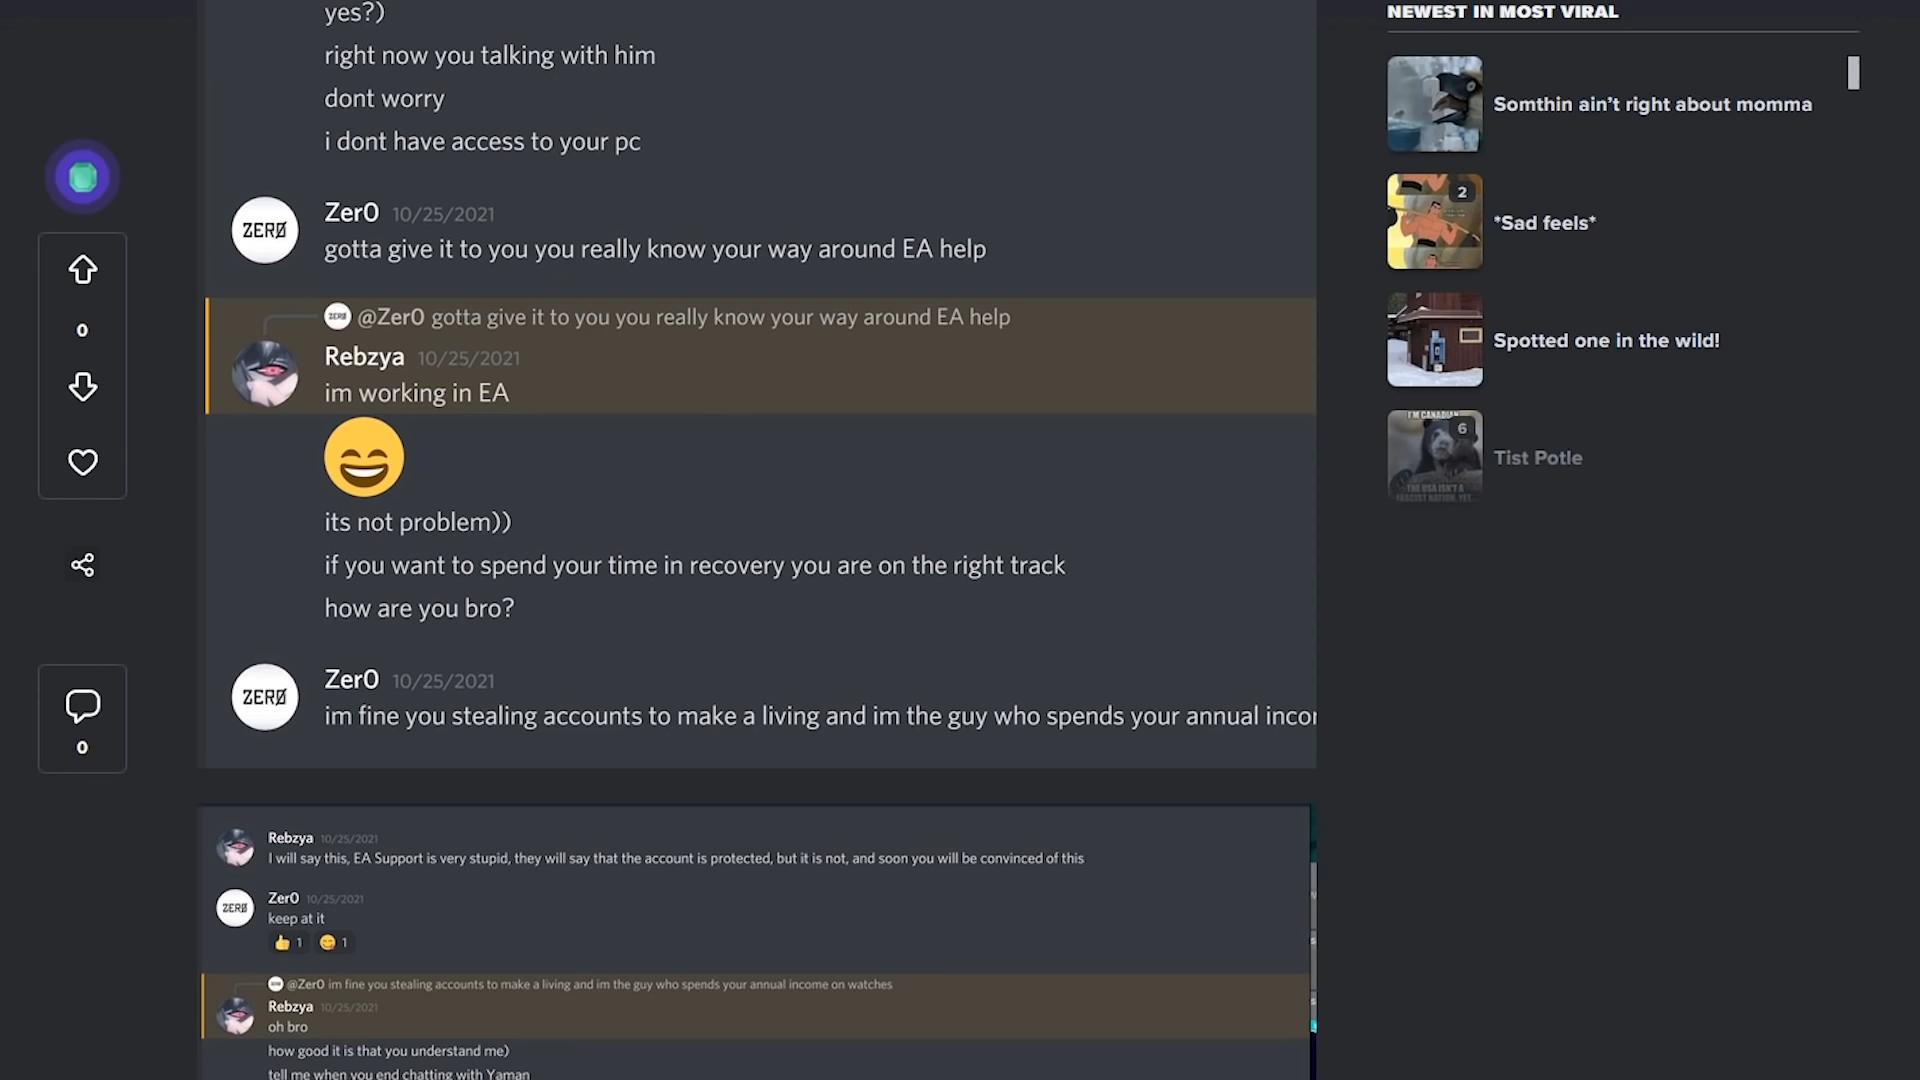 yes?)
right now you talking with him
dont worry
i dont have access to your pc
ZERØ
Zer0 10/25/2021
gotta give it to you you really know your way around EA help
@Zer0 gotta give it to you you really know your way around EA help
Rebzya 10/25/2021
im working in EA
its not problem))
if you want to spend your time in recovery you are on the right track
how are you bro?
ZERØ
Zer0 10/25/2021
im fine you stealing accounts to make a living and im the guy who spends your annual incor
Rebzya 10/25/2021
I will say this, EA Support is very stupid, they will say that the account is protected, but it is not, and soon you will be convinced of this
ZERØ
Zer0 10/25/2021
keep at it
1 1
@Zer0 im fine you stealing accounts to make a living and im the guy who spends your annual income on watches
Rebzya 10/25/2021
oh bro
how good it is that you understand me)
tell me when you end chatting with Yaman
0
0
NEWEST IN MOST VIRAL
Somthin ain't right about momma
2
*Sad feels*
Spotted one in the wild!
I'M CANADIAN
6
THE USA ISN'T A
FASCIST NATION, YET...
Tist Potle